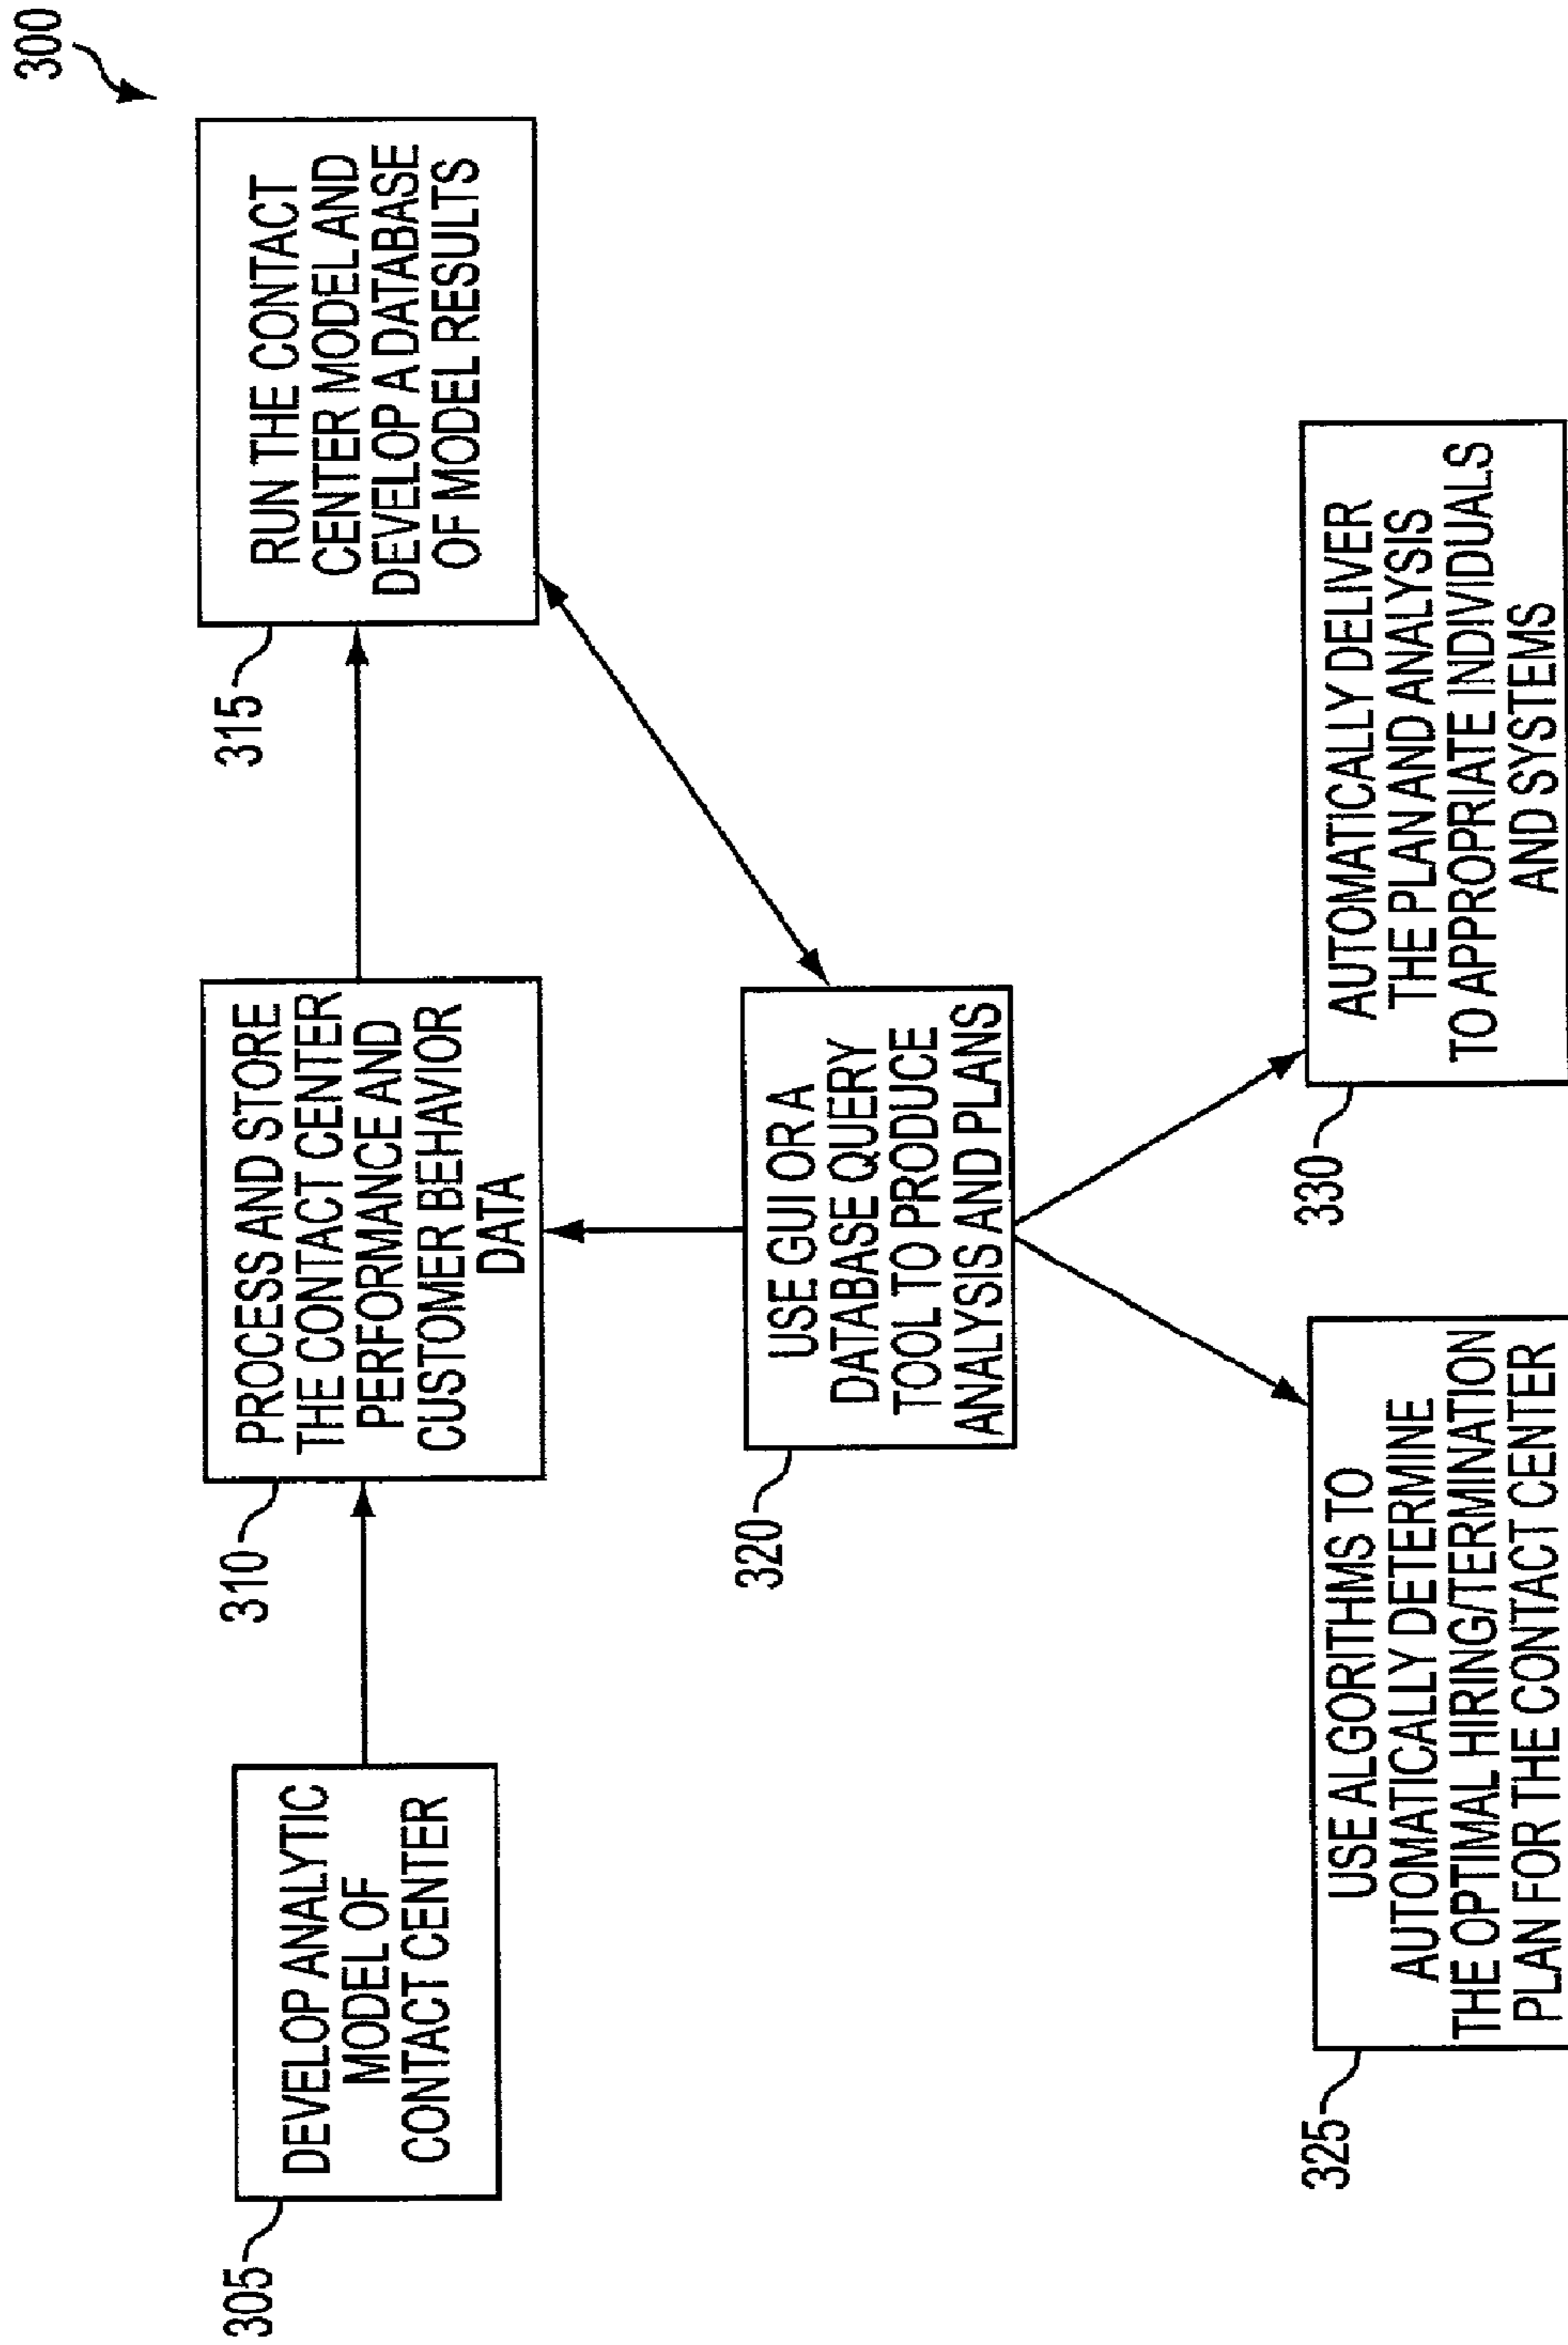 300
305
DEVELOP ANALYTIC
MODEL OF
CONTACT CENTER
310
PROCESS AND STORE
THE CONTACT CENTER
PERFORMANCE AND
CUSTOMER BEHAVIOR
DATA
315
RUN THE CONTACT
CENTER MODEL AND
DEVELOP A DATABASE
OF MODEL RESULTS
320
USE GUI OR A
DATABASE QUERY
TOOL TO PRODUCE
ANALYSIS AND PLANS
325
USE ALGORITHMS TO
AUTOMATICALLY DETERMINE
THE OPTIMAL HIRING/TERMINATION
PLAN FOR THE CONTACT CENTER
330
AUTOMATICALLY DELIVER
THE PLAN AND ANALYSIS
TO APPROPRIATE INDIVIDUALS
AND SYSTEMS